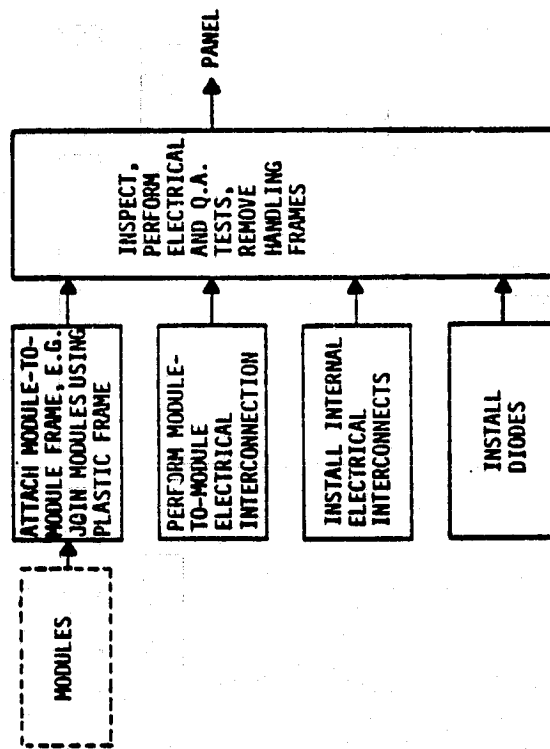 MODULES
ATTACH MODULE-TO-
MODULE FRAME, E.G.
JOIN MODULES USING
PLASTIC FRAME
PERFORM MODULE-
TO-MODULE
ELECTRICAL
INTERCONNECTION
INSTALL INTERNAL
ELECTRICAL
INTERCONNECTS
INSTALL
DIODES
INSPECT,
PERFORM
ELECTRICAL
AND Q.A.
TESTS,
REMOVE
HANDLING
FRAMES
PANEL